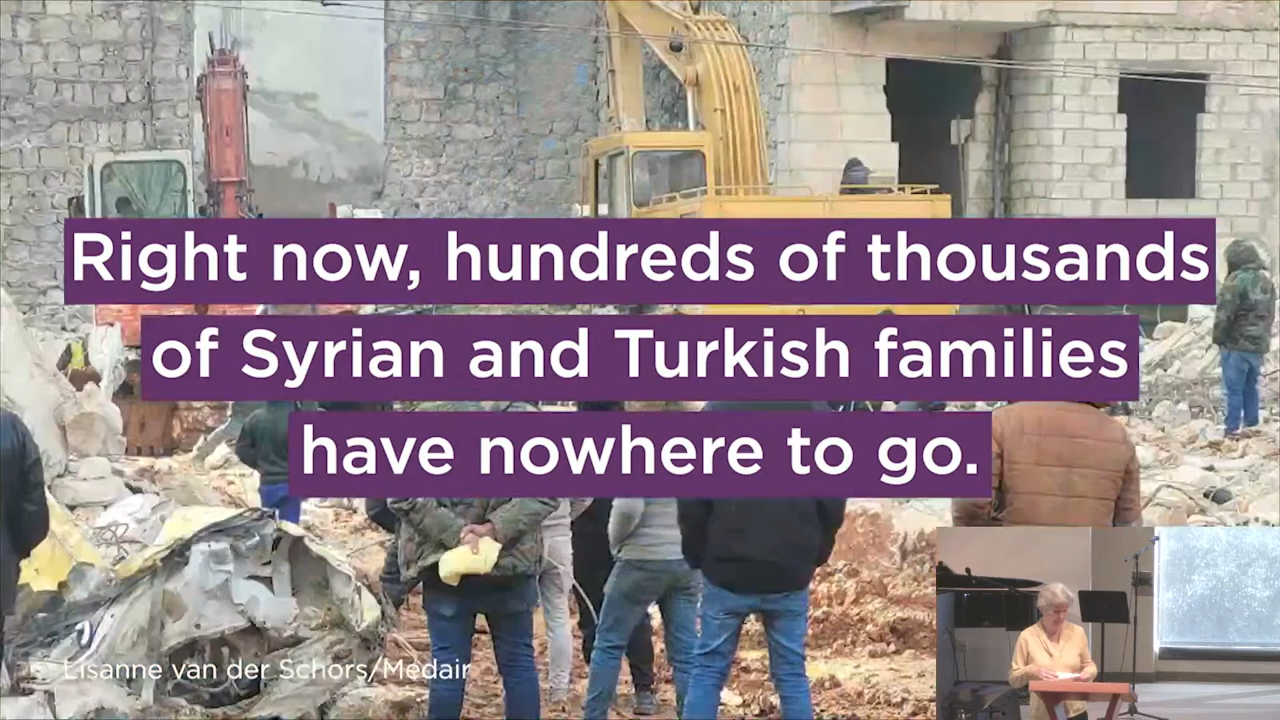 Right now, hundreds of thousands
of Syrian and Turkish families
have nowhere to go.
Lisanne van der Schors/Medair